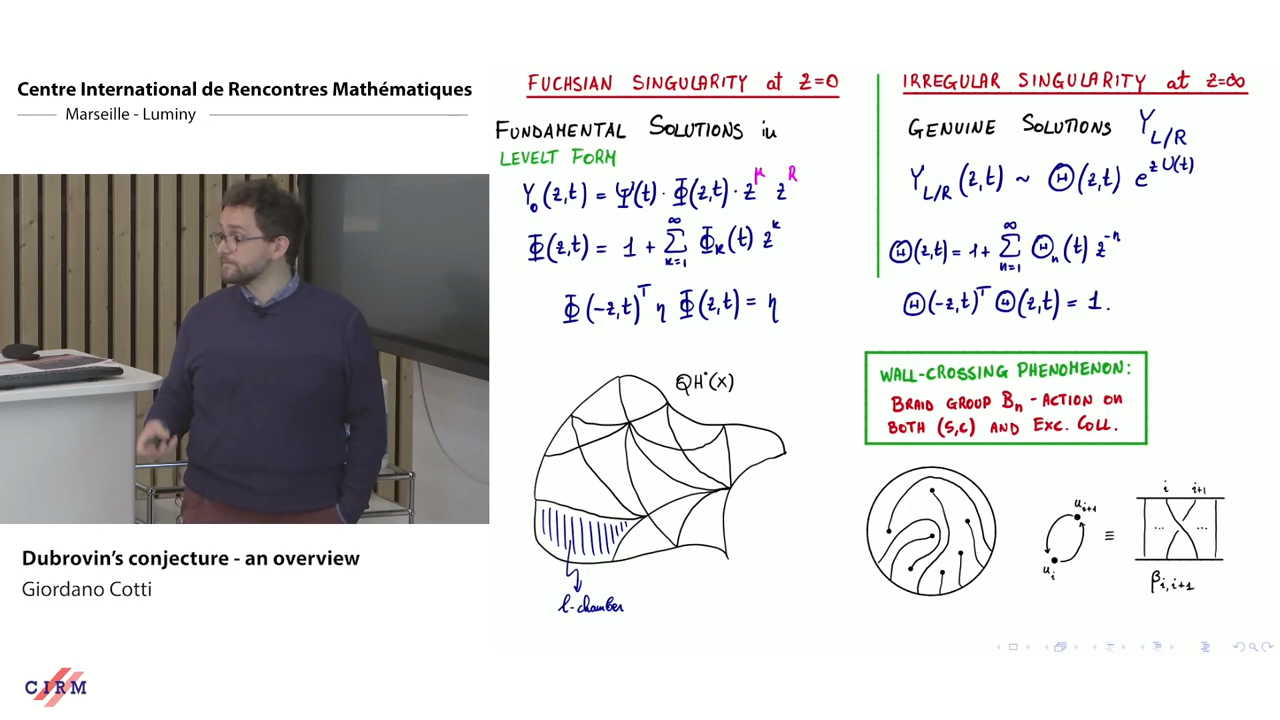 Centre International de Rencontres Mathématiques
Marseille - Luminy
Dubrovin's conjecture - an overview
Giordano Cotti
CIRM
FUCHSIAN SINGULARITY at z=0
FUNDAMENTAL SOLUTIONS in
LEVELT FORM
Y₀(z,t) = Ψ(t) · Φ(z,t) · z^μ z^R
Φ(z,t) = 1 + ∑_{k=1}^∞ Φ_k(t) z^k
Φ(-z,t)^T η Φ(z,t) = η
QH•(X)
l-chamber
IRREGULAR SINGULARITY at z=∞
GENUINE SOLUTIONS Y_{L/R}
Y_{L/R}(z,t) ~ Θ(z,t) e^{zU(t)}
Θ(z,t) = 1 + ∑_{n=1}^∞ Θ_n(t) z^{-n}
Θ(-z,t)^T Θ(z,t) = 1.
WALL-CROSSING PHENOMENON:
BRAID GROUP B_n - ACTION ON
BOTH (S,C) AND EXC. COLL.
u_{i+1}
u_i
≡
i i+1
... ...
β_{i,i+1}